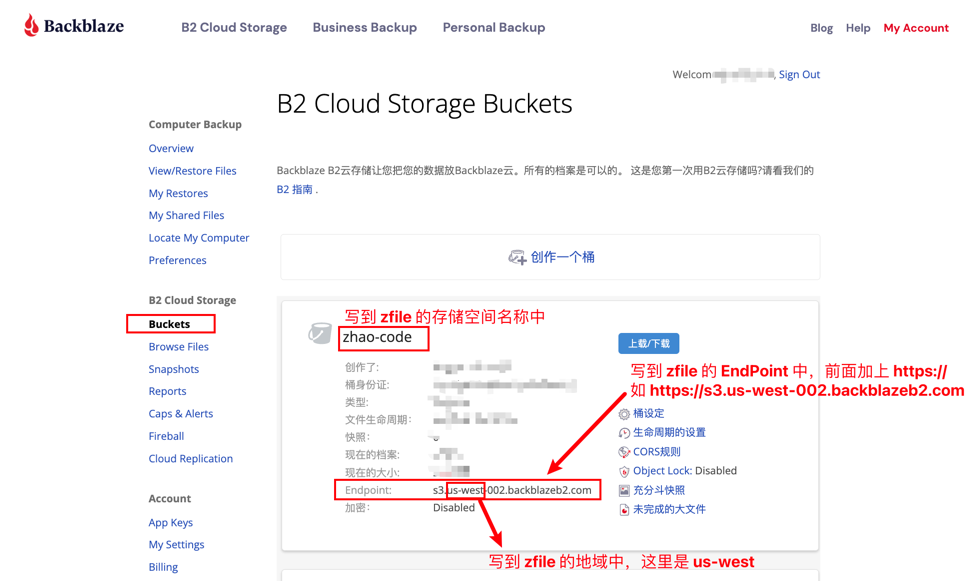 Backblaze
B2 Cloud Storage Business Backup Personal Backup
Blog Help My Account
Sign Out
B2 Cloud Storage Buckets
Computer Backup
Overview
View/Restore Files
My Restores
My Shared Files
Locate My Computer
Preferences
B2 Cloud Storage
Buckets
Browse Files
Snapshots
Reports
Caps & Alerts
Fireball
Cloud Replication
Account
App Keys
My Settings
Billing
Backblaze B2云存储让您把您的数据放Backblaze云。所有的档案是可以的。 这是您第一次用B2云存储吗?请看我们的
B2 指南 .
创作一个桶
写到 zfile 的存储空间名称中
zhao-code
创作了:
桶身份证:
类型:
文件生命周期:
快照:
现在的档案:
现在的大小:
Endpoint: s3.us-west-002.backblazeb2.com
加密: Disabled
上载/下载
写到 zfile 的 EndPoint 中，前面加上 https://
如 https://s3.us-west-002.backblazeb2.com
桶设定
生命周期的设置
CORS规则
Object Lock: Disabled
充分斗快照
未完成的大文件
写到 zfile 的地域中，这里是 us-west